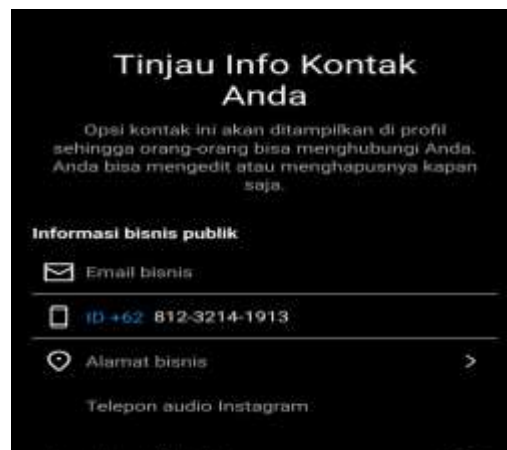 Tinjau Info Kontak
Anda
Opsi kontak ini akan ditampilkan di profil
sehingga orang-orang bisa menghubungi Anda.
Anda bisa mengedit atau menghapusnya kapan
saja.
Informasi bisnis publik
Email bisnis
ID +62 812-3214-1913
Alamat bisnis
Telepon audio Instagram